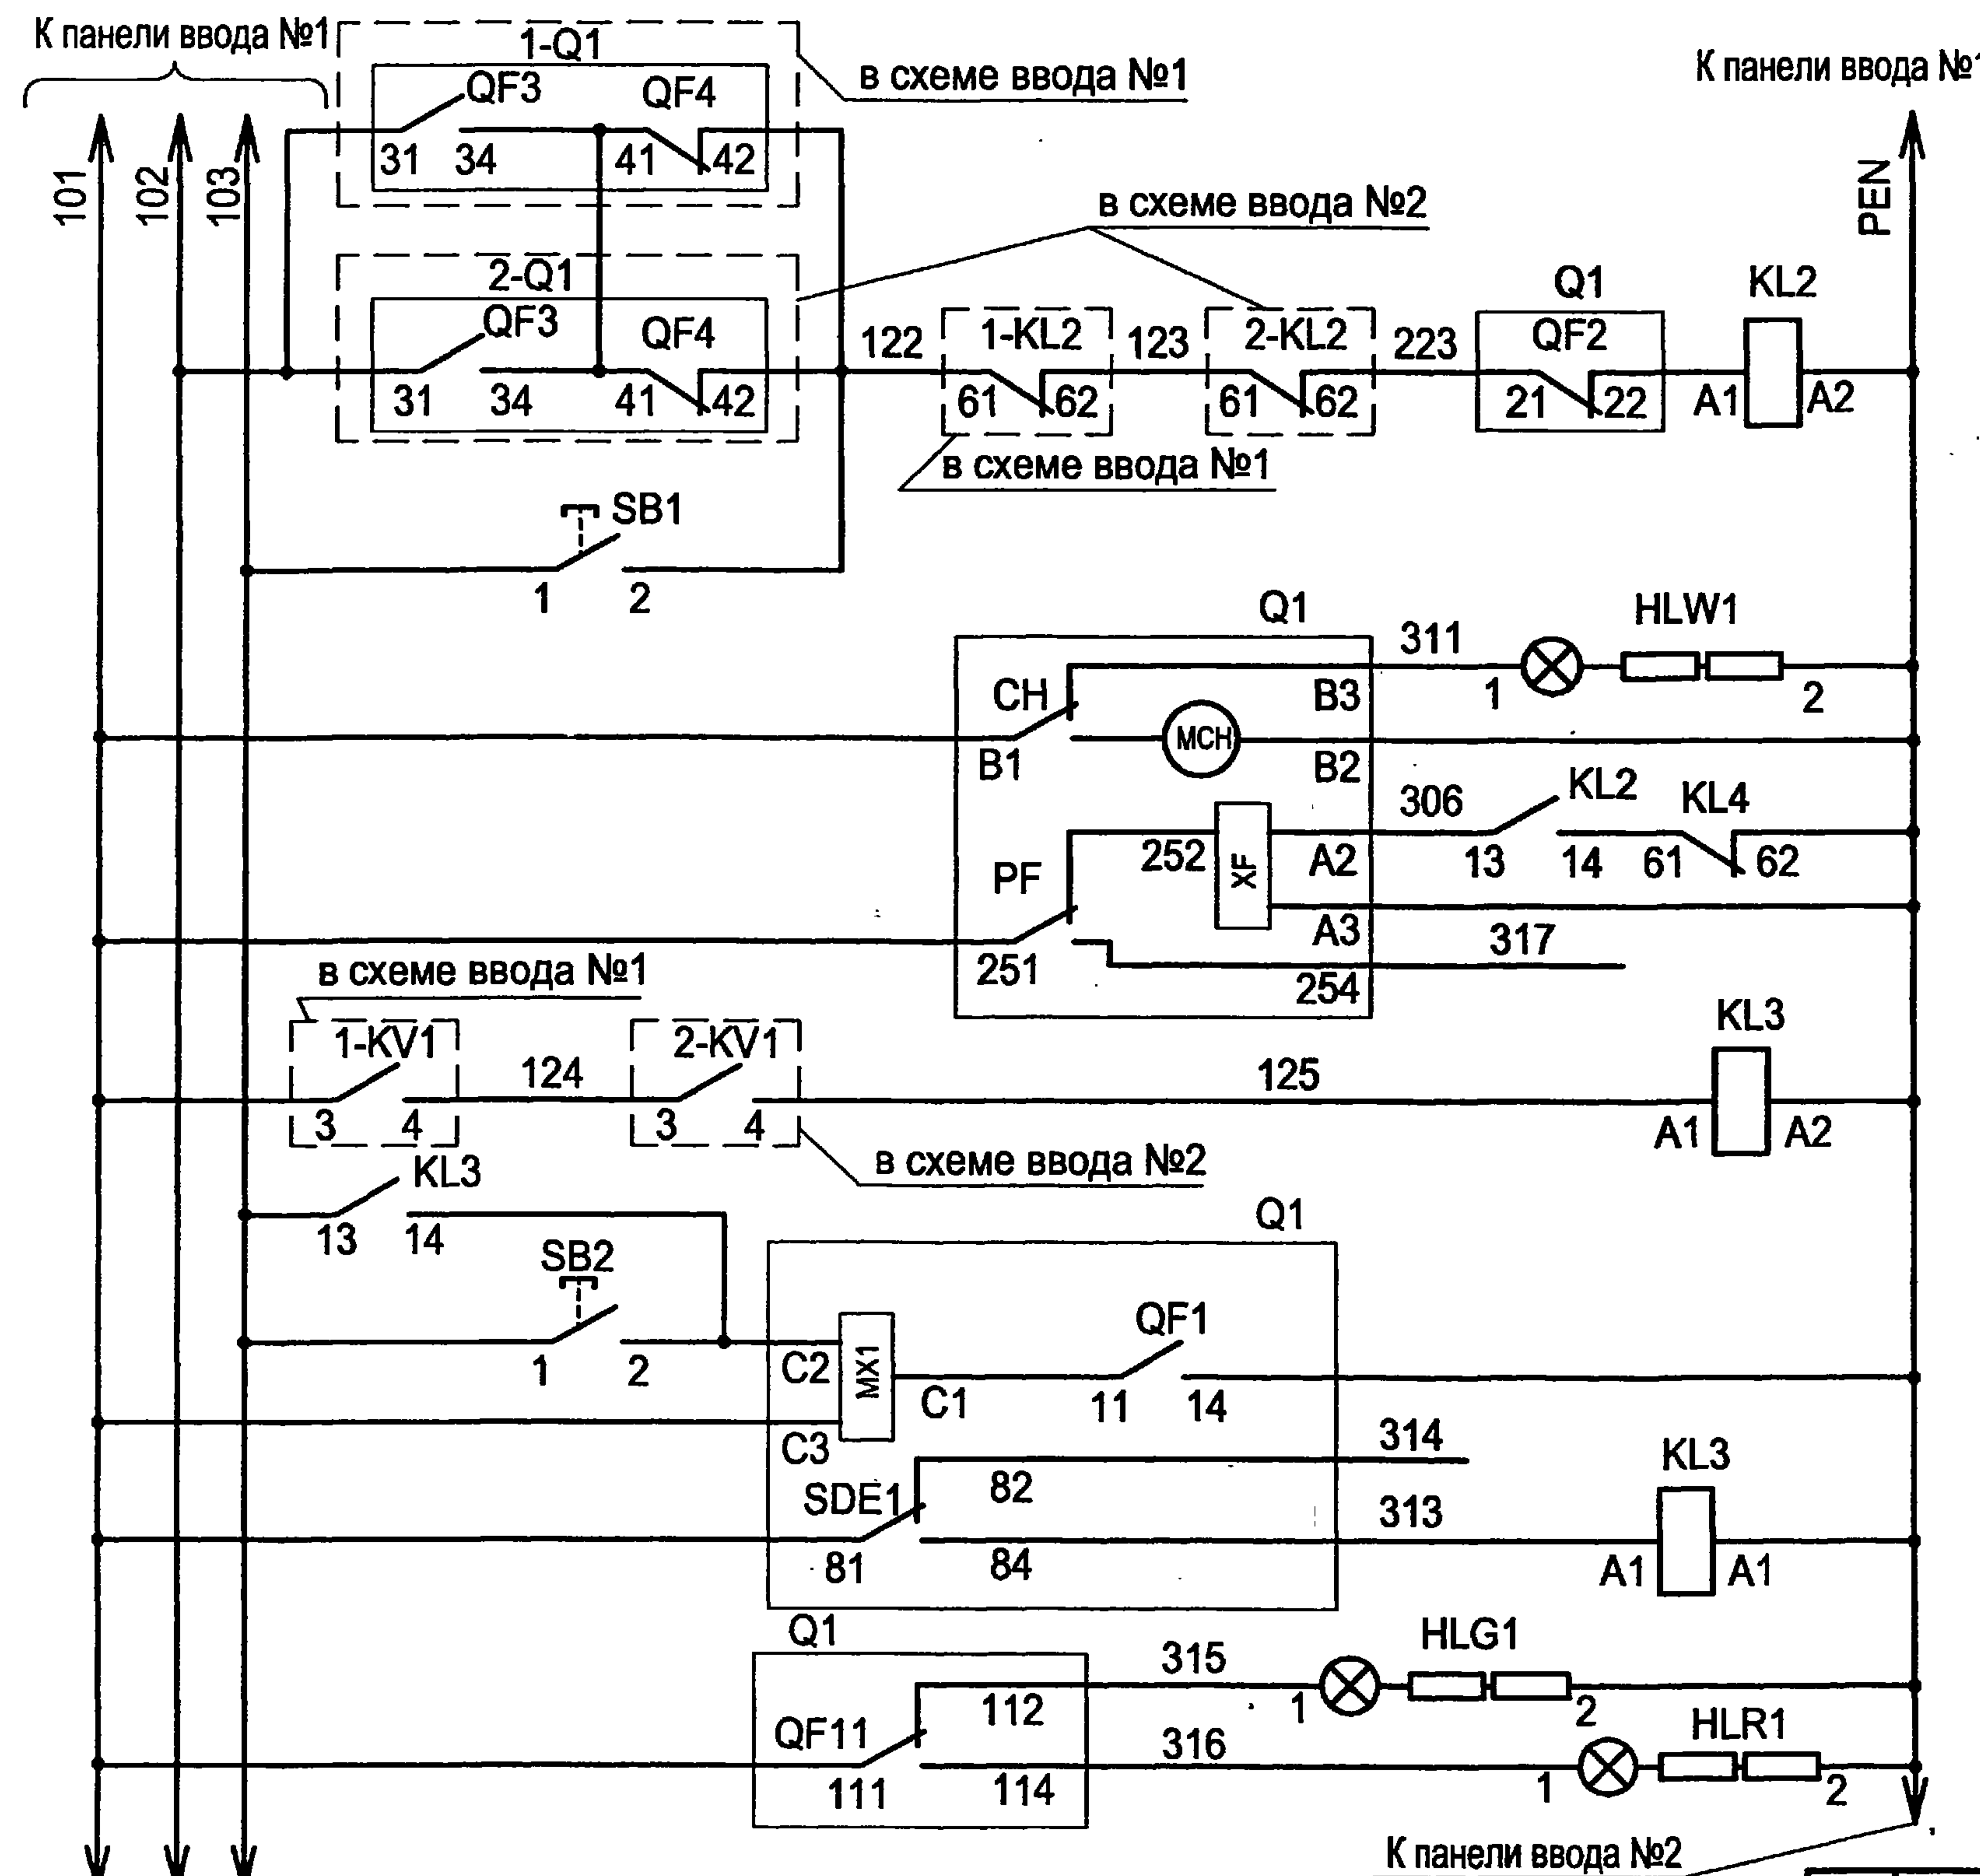 К панели ввода №1
1-Q1
в схеме ввода №1
К панели ввода №1
QF3
QF4
31
34
41
42
101
102
103
PEN
в схеме ввода №2
2-Q1
QF3
QF4
31
34
41
42
122
1-KL2
61
62
123
2-KL2
61
62
223
Q1
QF2
21
22
KL2
A1
A2
в схеме ввода №1
SB1
1
2
Q1
CH
B1
MCH
B3
B2
311
HLW1
1
2
306
KL2
KL4
13
14
61
62
PF
252
XF
A2
A3
251
254
317
в схеме ввода №1
1-KV1
3
4
124
2-KV1
3
4
125
KL3
A1
A2
в схеме ввода №2
KL3
13
14
Q1
SB2
1
2
C2
MX1
C1
QF1
11
14
C3
314
SDE1
82
81
84
313
KL3
A1
A1
Q1
QF11
111
112
114
315
HLG1
1
2
316
HLR1
1
2
К панели ввода №2